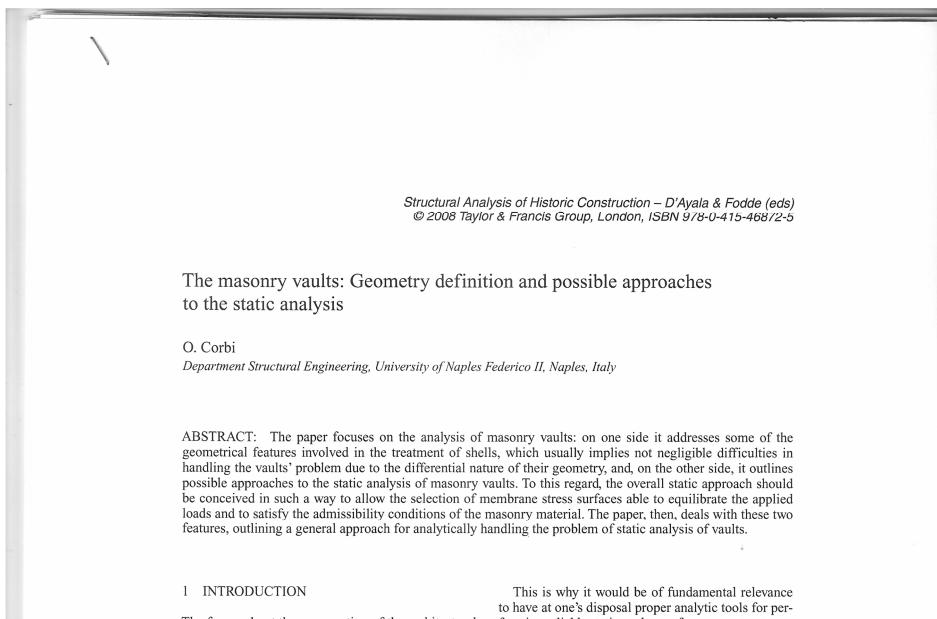 Structural Analysis of Historic Construction – D'Ayala & Fodde (eds)
© 2008 Taylor & Francis Group, London, ISBN 978-0-415-46872-5
The masonry vaults: Geometry definition and possible approaches
to the static analysis
O. Corbi
Department Structural Engineering, University of Naples Federico II, Naples, Italy
ABSTRACT: The paper focuses on the analysis of masonry vaults: on one side it addresses some of the
geometrical features involved in the treatment of shells, which usually implies not negligible difficulties in
handling the vaults' problem due to the differential nature of their geometry, and, on the other side, it outlines
possible approaches to the static analysis of masonry vaults. To this regard, the overall static approach should
be conceived in such a way to allow the selection of membrane stress surfaces able to equilibrate the applied
loads and to satisfy the admissibility conditions of the masonry material. The paper, then, deals with these two
features, outlining a general approach for analytically handling the problem of static analysis of vaults.
1 INTRODUCTION
This is why it would be of fundamental relevance
to have at one's disposal proper analytic tools for per-